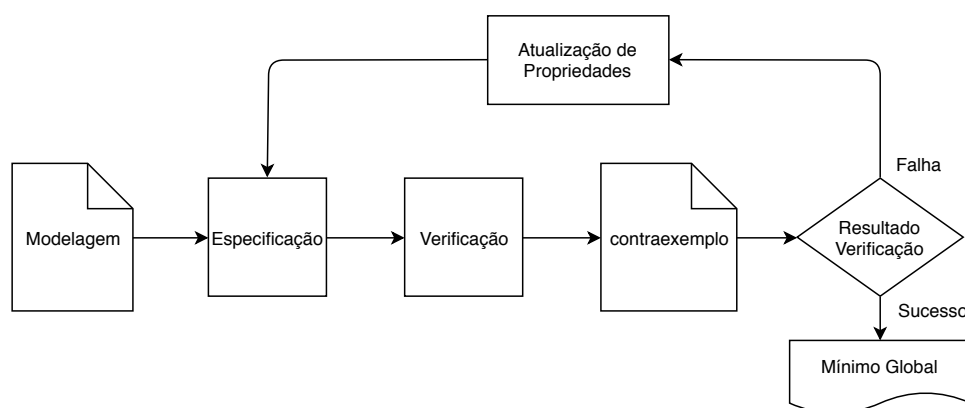 Atualização de
Propriedades
Falha
Modelagem
Especificação
Verificação
contraexemplo
Resultado
Verificação
Sucesso
Mínimo Global